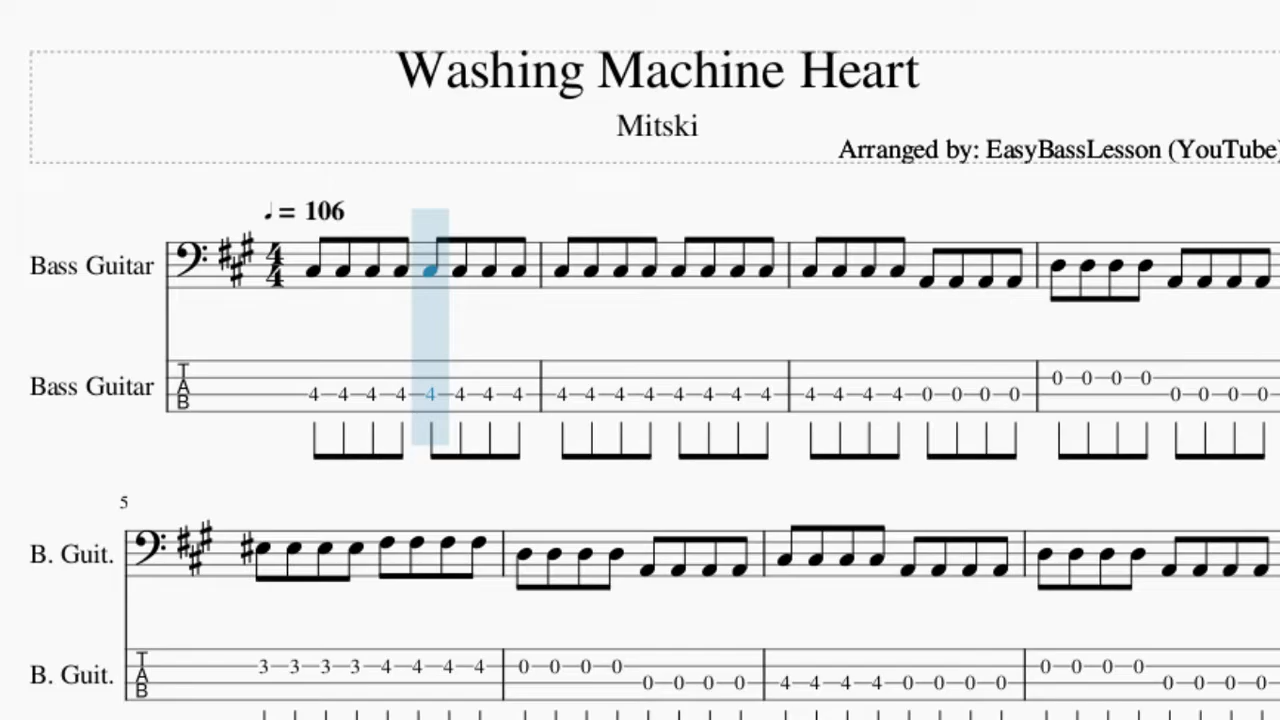 Washing Machine Heart
Mitski
Arranged by: EasyBassLesson (YouTube)
♩= 106
Bass Guitar 4 4
Bass Guitar T A B 4 4 4 4 4 4 4 4 4 4 4 4 4 4 4 4 4 4 4 4 0 0 0 0 0 0 0 0 0 0 0 0
5
B. Guit.
B. Guit. T A B 3 3 3 3 4 4 4 4 0 0 0 0 0 0 0 0 4 4 4 4 0 0 0 0 0 0 0 0 0 0 0 0